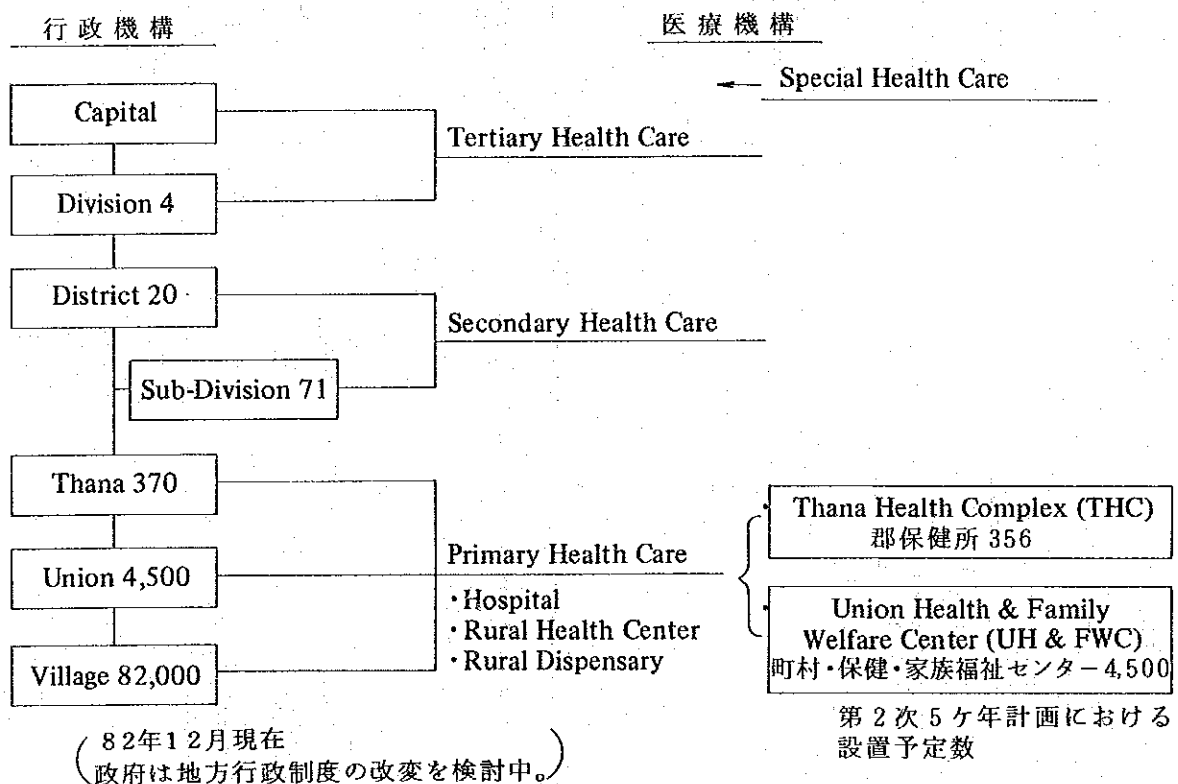 行政機構
医療機構
Special Health Care
Capital
Tertiary Health Care
Division 4
District 20
Secondary Health Care
Sub-Division 71
Thana 370
Union 4,500
Village 82,000
Primary Health Care
・Hospital
・Rural Health Center
・Rural Dispensary
・Thana Health Complex (THC)
郡保健所 356
・Union Health & Family
Welfare Center (UH & FWC)
町村・保健・家族福祉センター4,500
第2次5ケ年計画における
設置予定数
(82年12月現在
政府は地方行政制度の改変を検討中。)